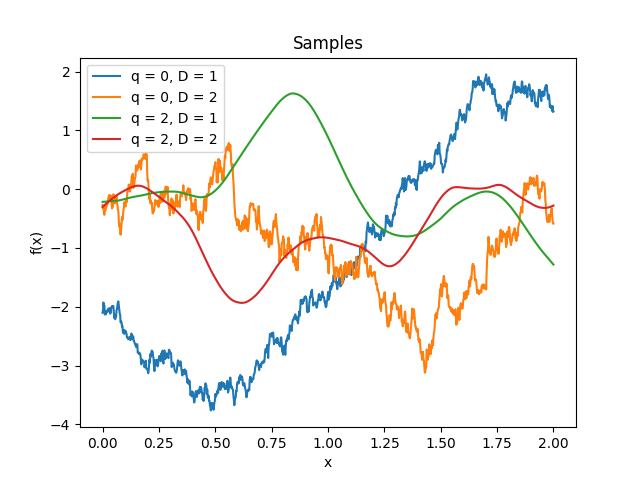 Samples
q = 0, D = 1
q = 0, D = 2
q = 2, D = 1
q = 2, D = 2
2
1
0
−1
−2
−3
−4
f(x)
0.00 0.25 0.50 0.75 1.00 1.25 1.50 1.75 2.00
x